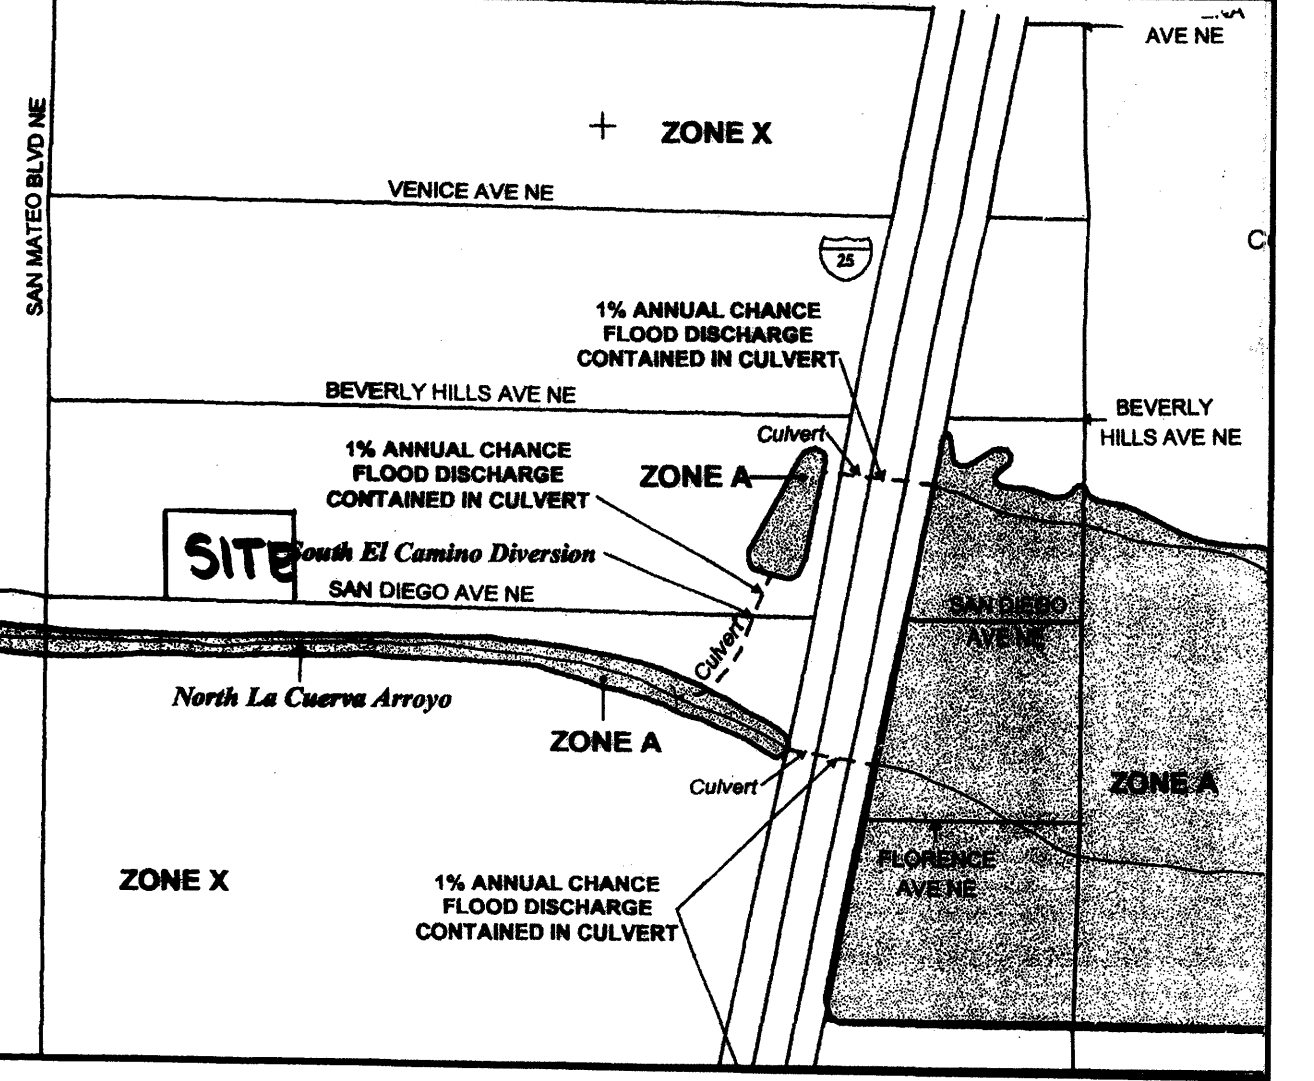 AVE NE
ZONE X
SAN MATEO BLVD NE
VENICE AVE NE
25
1% ANNUAL CHANCE
FLOOD DISCHARGE
CONTAINED IN CULVERT
BEVERLY HILLS AVE NE
BEVERLY
HILLS AVE NE
Culvert
1% ANNUAL CHANCE
FLOOD DISCHARGE
CONTAINED IN CULVERT
ZONE A
SITE
South El Camino Diversion
SAN DIEGO AVE NE
SAN DIEGO
AVE NE
Culvert
North La Cuerva Arroyo
ZONE A
Culvert
ZONE A
FLORENCE
AVE NE
ZONE X
1% ANNUAL CHANCE
FLOOD DISCHARGE
CONTAINED IN CULVERT